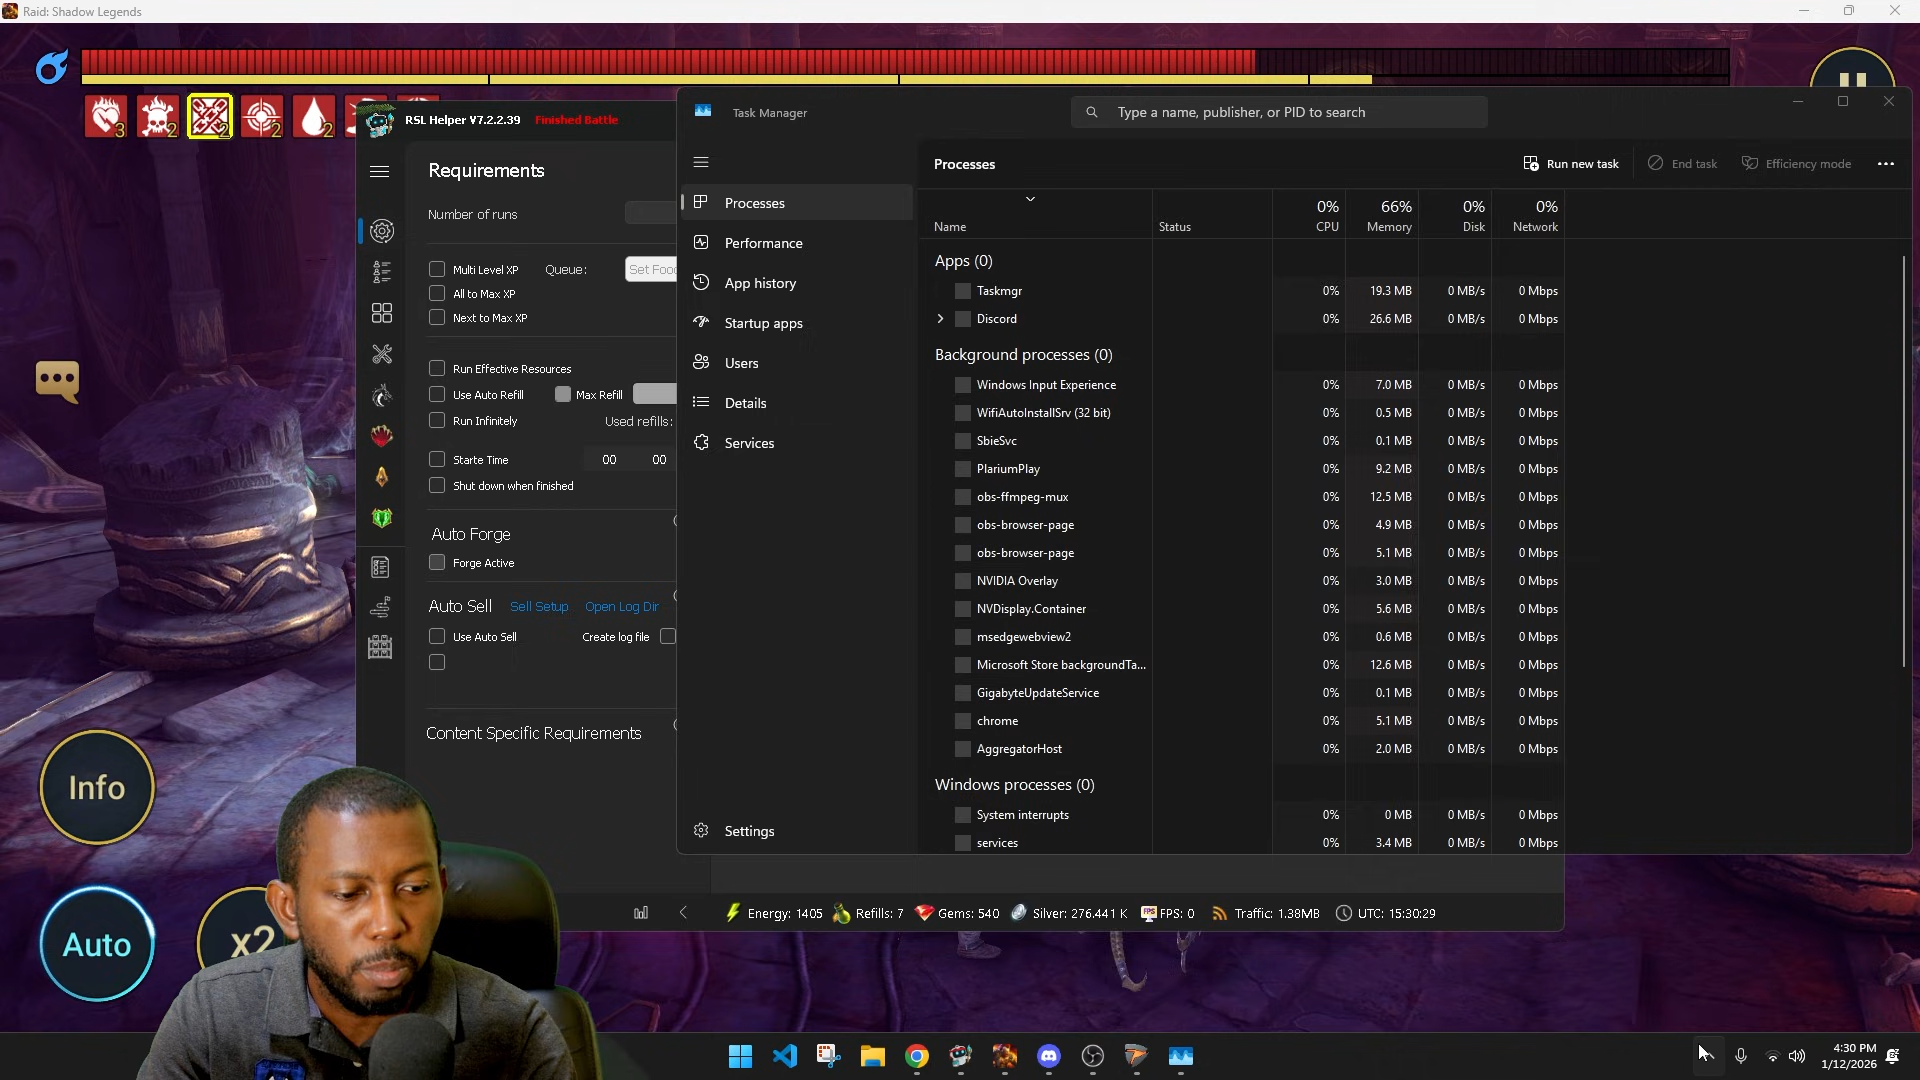 Raid: Shadow Legends
3
2
2
2
2
RSL Helper V7.2.2.39 Finished Battle
Requirements
Number of runs
Multi Level XP Queue: Set Food
All to Max XP
Next to Max XP
Run Effective Resources
Use Auto Refill Max Refill
Run Infinitely Used refills:
Starte Time 00 00
Shut down when finished
Auto Forge
Forge Active
Auto Sell Sell Setup Open Log Dir
Use Auto Sell Create log file
Content Specific Requirements
Task Manager
Type a name, publisher, or PID to search
Processes
Performance
App history
Startup apps
Users
Details
Services
Settings
Processes
Run new task End task Efficiency mode
0% 66% 0% 0%
Name Status CPU Memory Disk Network
Apps (0)
Taskmgr 0% 19.3 MB 0 MB/s 0 Mbps
Discord 0% 26.6 MB 0 MB/s 0 Mbps
Background processes (0)
Windows Input Experience 0% 7.0 MB 0 MB/s 0 Mbps
WifiAutoInstallSrv (32 bit) 0% 0.5 MB 0 MB/s 0 Mbps
SbieSvc 0% 0.1 MB 0 MB/s 0 Mbps
PlariumPlay 0% 9.2 MB 0 MB/s 0 Mbps
obs-ffmpeg-mux 0% 12.5 MB 0 MB/s 0 Mbps
obs-browser-page 0% 4.9 MB 0 MB/s 0 Mbps
obs-browser-page 0% 5.1 MB 0 MB/s 0 Mbps
NVIDIA Overlay 0% 3.0 MB 0 MB/s 0 Mbps
NVDisplay.Container 0% 5.6 MB 0 MB/s 0 Mbps
msedgewebview2 0% 0.6 MB 0 MB/s 0 Mbps
Microsoft Store backgroundTa... 0% 12.6 MB 0 MB/s 0 Mbps
GigabyteUpdateService 0% 0.1 MB 0 MB/s 0 Mbps
chrome 0% 5.1 MB 0 MB/s 0 Mbps
AggregatorHost 0% 2.0 MB 0 MB/s 0 Mbps
Windows processes (0)
System interrupts 0% 0 MB 0 MB/s 0 Mbps
services 0% 3.4 MB 0 MB/s 0 Mbps
Info
Auto
x2
Energy: 1405 Refills: 7 Gems: 540 Silver: 276.441 K FPS FPS: 0 Traffic: 1.38MB UTC: 15:30:29
4:30 PM
1/12/2026